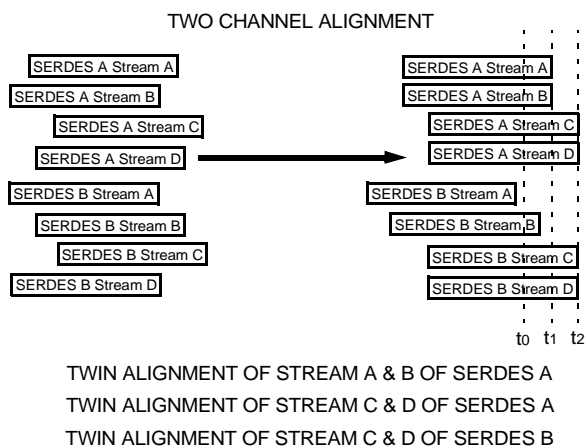 TWO CHANNEL ALIGNMENT
SERDES A Stream A
SERDES A Stream B
SERDES A Stream C
SERDES A Stream D
SERDES B Stream A
SERDES B Stream B
SERDES B Stream C
SERDES B Stream D
SERDES A Stream A
SERDES A Stream B
SERDES A Stream C
SERDES A Stream D
SERDES B Stream A
SERDES B Stream B
SERDES B Stream C
SERDES B Stream D
t0 t1 t2
TWIN ALIGNMENT OF STREAM A & B OF SERDES A
TWIN ALIGNMENT OF STREAM C & D OF SERDES A
TWIN ALIGNMENT OF STREAM C & D OF SERDES B